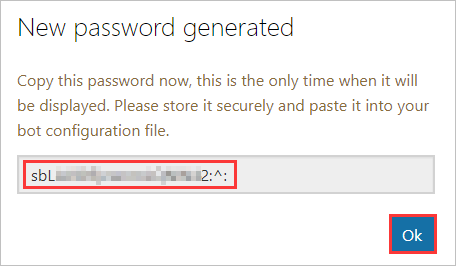 New password generated
Copy this password now, this is the only time when it will
be displayed. Please store it securely and paste it into your
bot configuration file.
sbL 2:^:
Ok